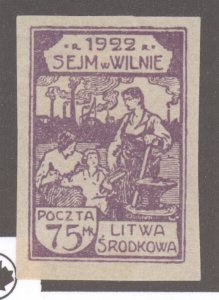 R. 1922 R.
SEJM W WILNIE
POCZTA
75 M.
LITWA
ŚRODKOWA